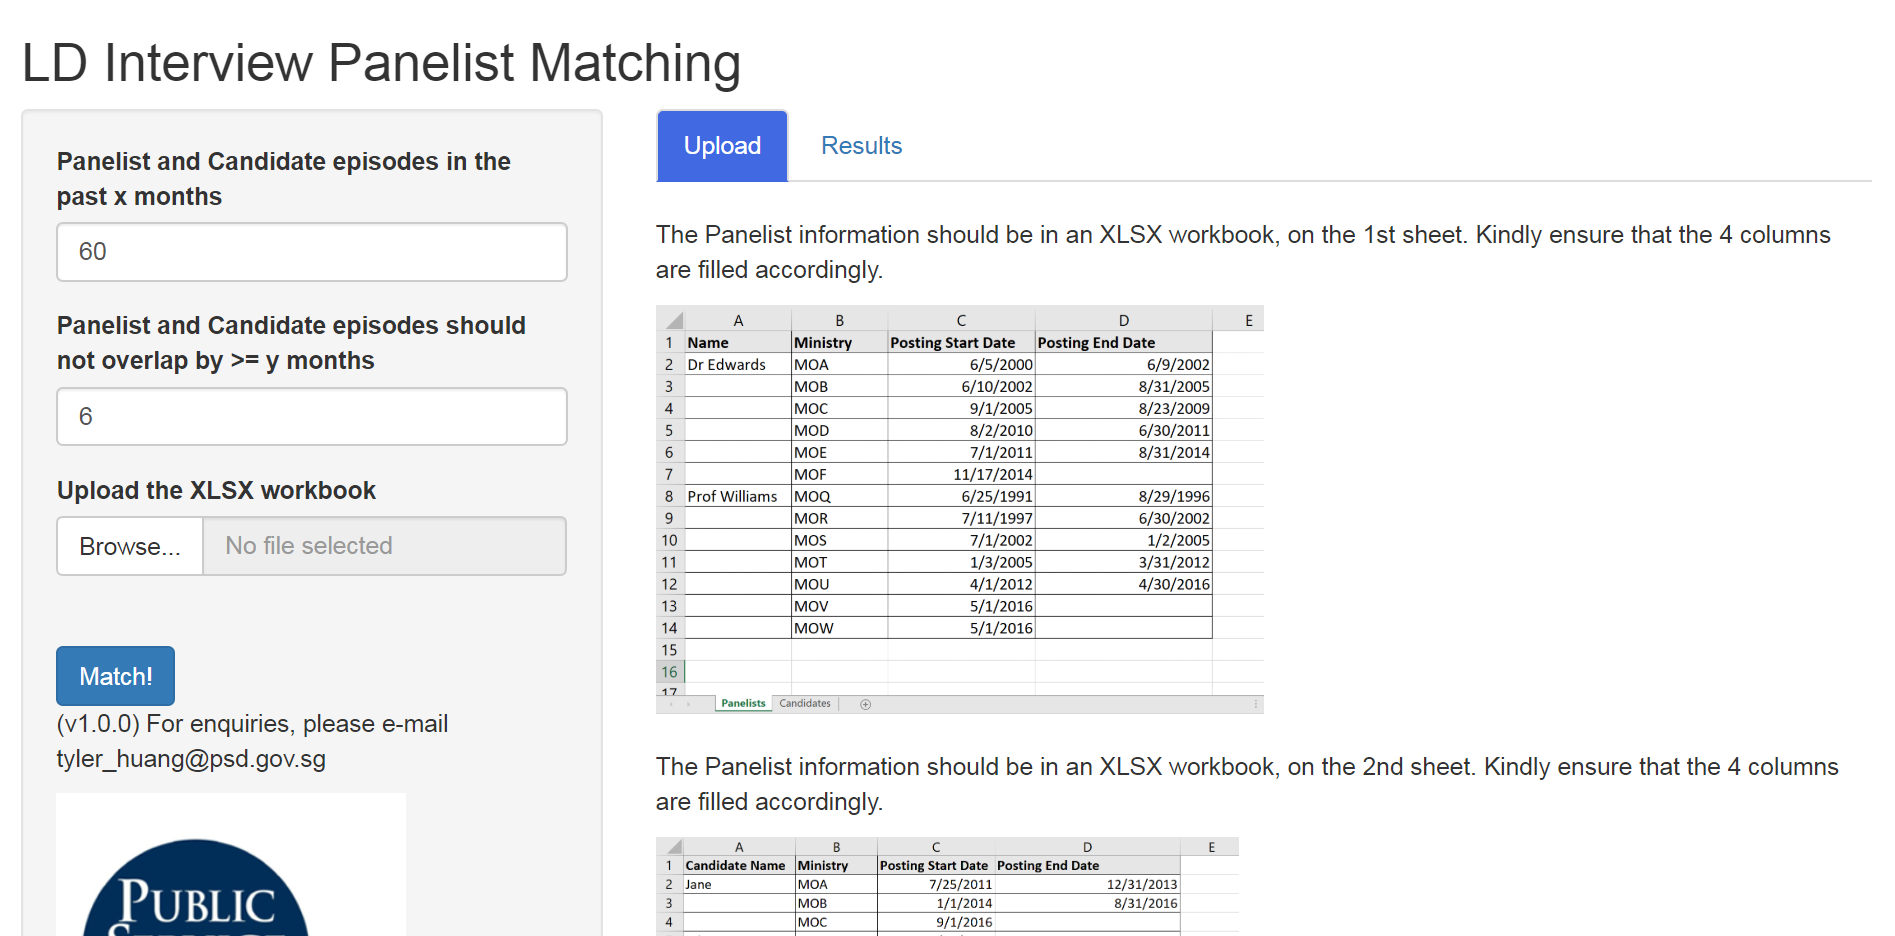 LD Interview Panelist Matching
Panelist and Candidate episodes in the
past x months
60
Panelist and Candidate episodes should
not overlap by >= y months
6
Upload the XLSX workbook
Browse... No file selected
Match!
(v1.0.0) For enquiries, please e-mail
tyler_huang@psd.gov.sg
PUBLIC
Upload Results
The Panelist information should be in an XLSX workbook, on the 1st sheet. Kindly ensure that the 4 columns
are filled accordingly.
A B C D E
1 Name Ministry Posting Start Date Posting End Date
2 Dr Edwards MOA 6/5/2000 6/9/2002
3 MOB 6/10/2002 8/31/2005
4 MOC 9/1/2005 8/23/2009
5 MOD 8/2/2010 6/30/2011
6 MOE 7/1/2011 8/31/2014
7 MOF 11/17/2014
8 Prof Williams MOQ 6/25/1991 8/29/1996
9 MOR 7/11/1997 6/30/2002
10 MOS 7/1/2002 1/2/2005
11 MOT 1/3/2005 3/31/2012
12 MOU 4/1/2012 4/30/2016
13 MOV 5/1/2016
14 MOW 5/1/2016
15
16
17
Panelists Candidates
The Panelist information should be in an XLSX workbook, on the 2nd sheet. Kindly ensure that the 4 columns
are filled accordingly.
A B C D E
1 Candidate Name Ministry Posting Start Date Posting End Date
2 Jane MOA 7/25/2011 12/31/2013
3 MOB 1/1/2014 8/31/2016
4 MOC 9/1/2016